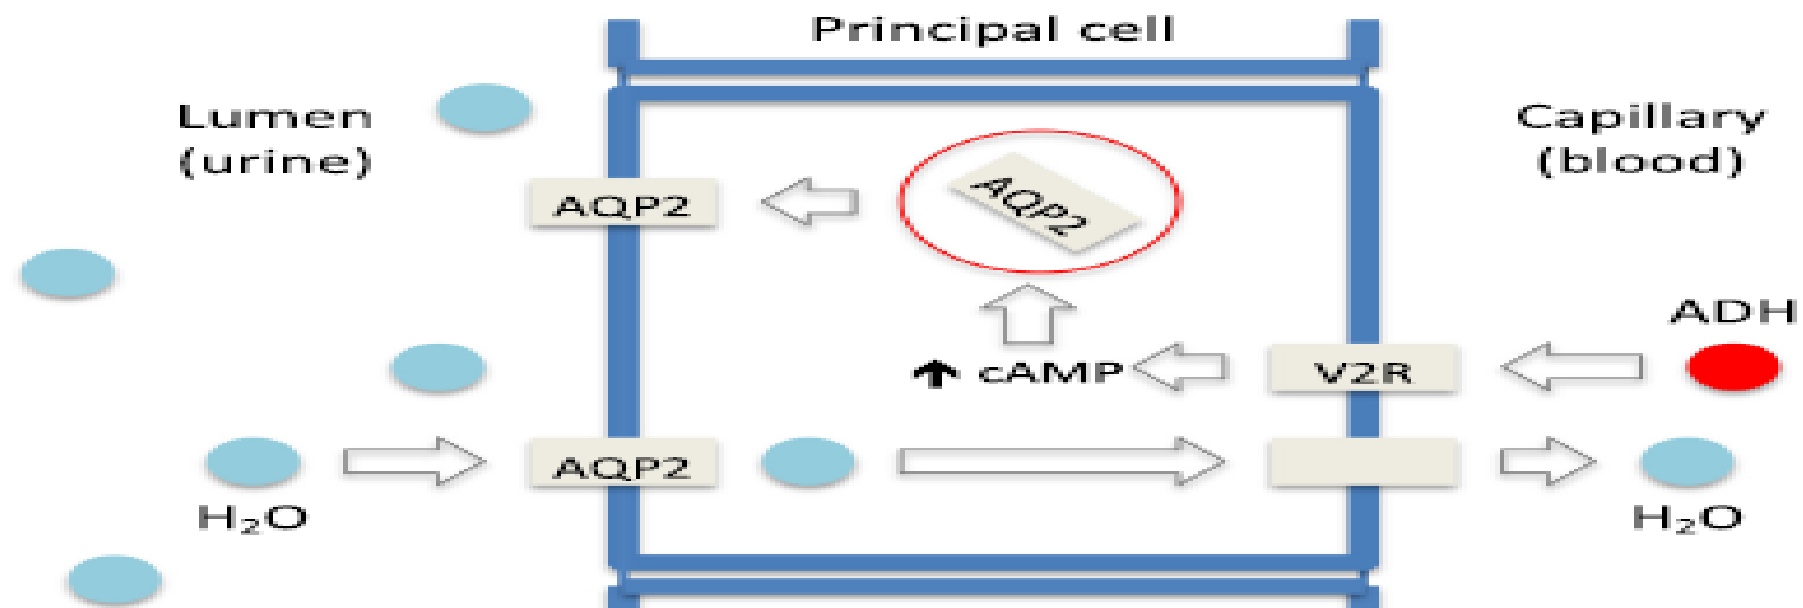 Principal cell
Lumen
(urine)
Capillary
(blood)
AQP2
AQP2
ADH
↑ cAMP
V2R
AQP2
H₂O
H₂O